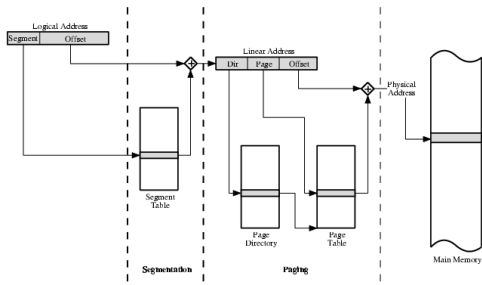 Logical Address
Segment Offset
Linear Address
Dir Page Offset
Physical
Address
Segment
Table
Page
Directory
Page
Table
Main Memory
Segmentation
Paging